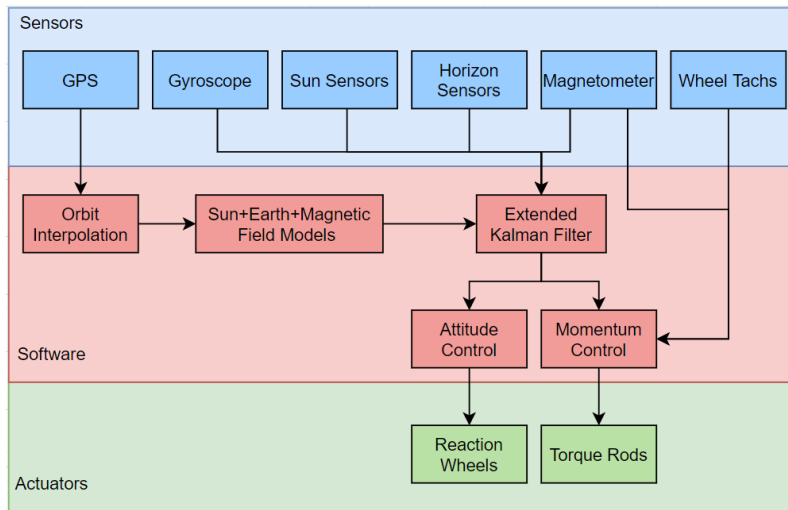 Sensors
GPS
Gyroscope
Sun Sensors
Horizon
Sensors
Magnetometer
Wheel Tachs
Orbit
Interpolation
Sun+Earth+Magnetic
Field Models
Extended
Kalman Filter
Attitude
Control
Momentum
Control
Software
Reaction
Wheels
Torque Rods
Actuators